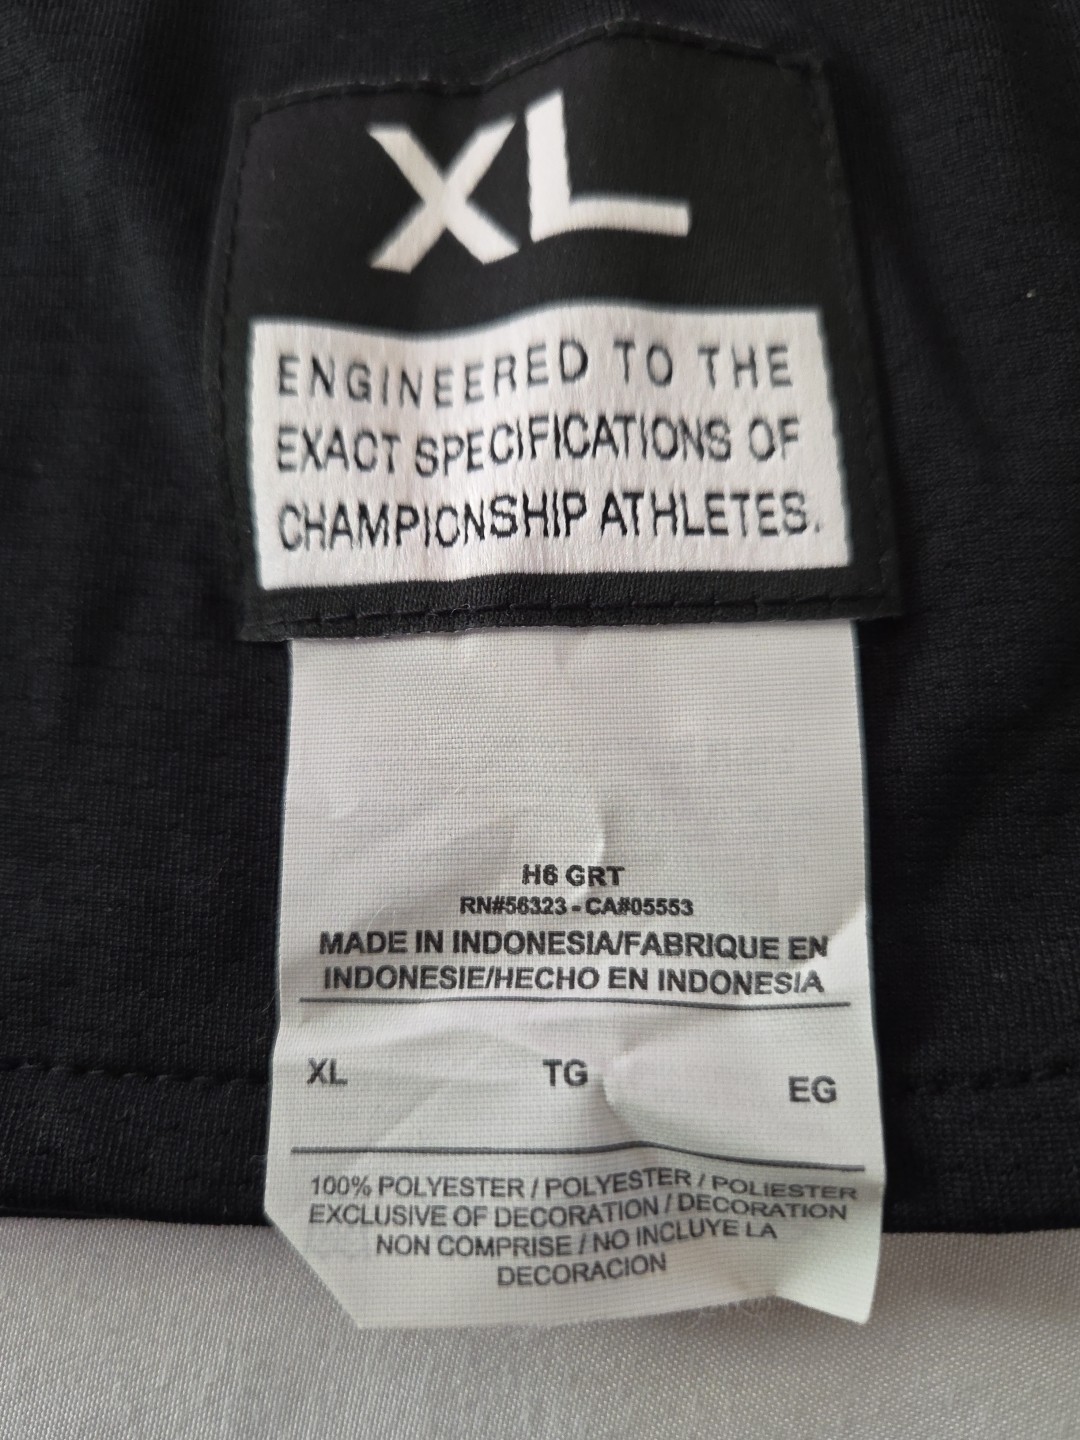 XL
ENGINEERED TO THE
EXACT SPECIFICATIONS OF
CHAMPIONSHIP ATHLETES.
H6 GRT
RN#56323 - CA#05553
MADE IN INDONESIA/FABRIQUE EN
INDONESIE/HECHO EN INDONESIA
XL TG EG
100% POLYESTER / POLYESTER / POLIESTER
EXCLUSIVE OF DECORATION / DECORATION
NON COMPRISE / NO INCLUYE LA
DECORACION